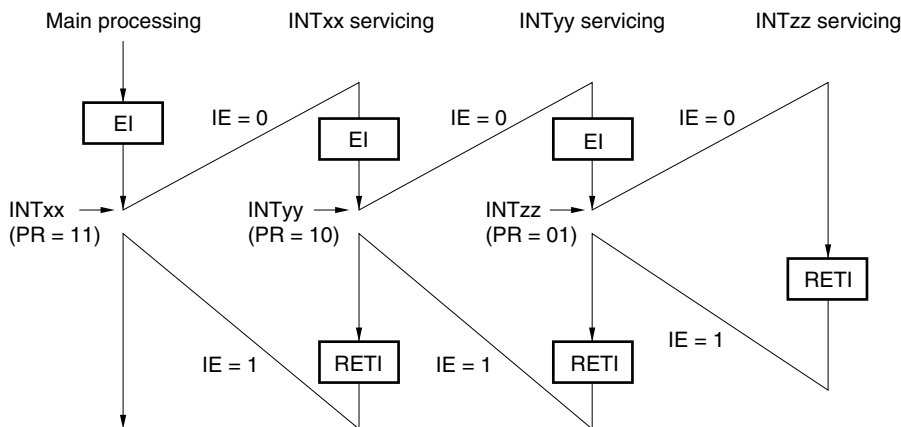 Main processing
INTxx servicing
INTyy servicing
INTzz servicing
EI
IE = 0
EI
IE = 0
EI
IE = 0
INTxx
(PR = 11)
INTyy
(PR = 10)
INTzz
(PR = 01)
RETI
IE = 1
RETI
IE = 1
RETI
IE = 1